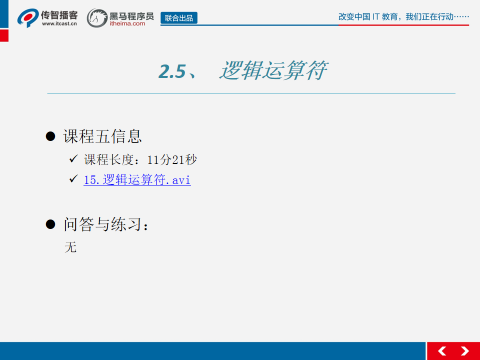 传智播客
www.itcast.cn
黑马程序员
itheima.com
联合出品
改变中国 IT 教育，我们正在行动……
2.5、 逻辑运算符
课程五信息
课程长度：11分21秒
15.逻辑运算符.avi
问答与练习：
无